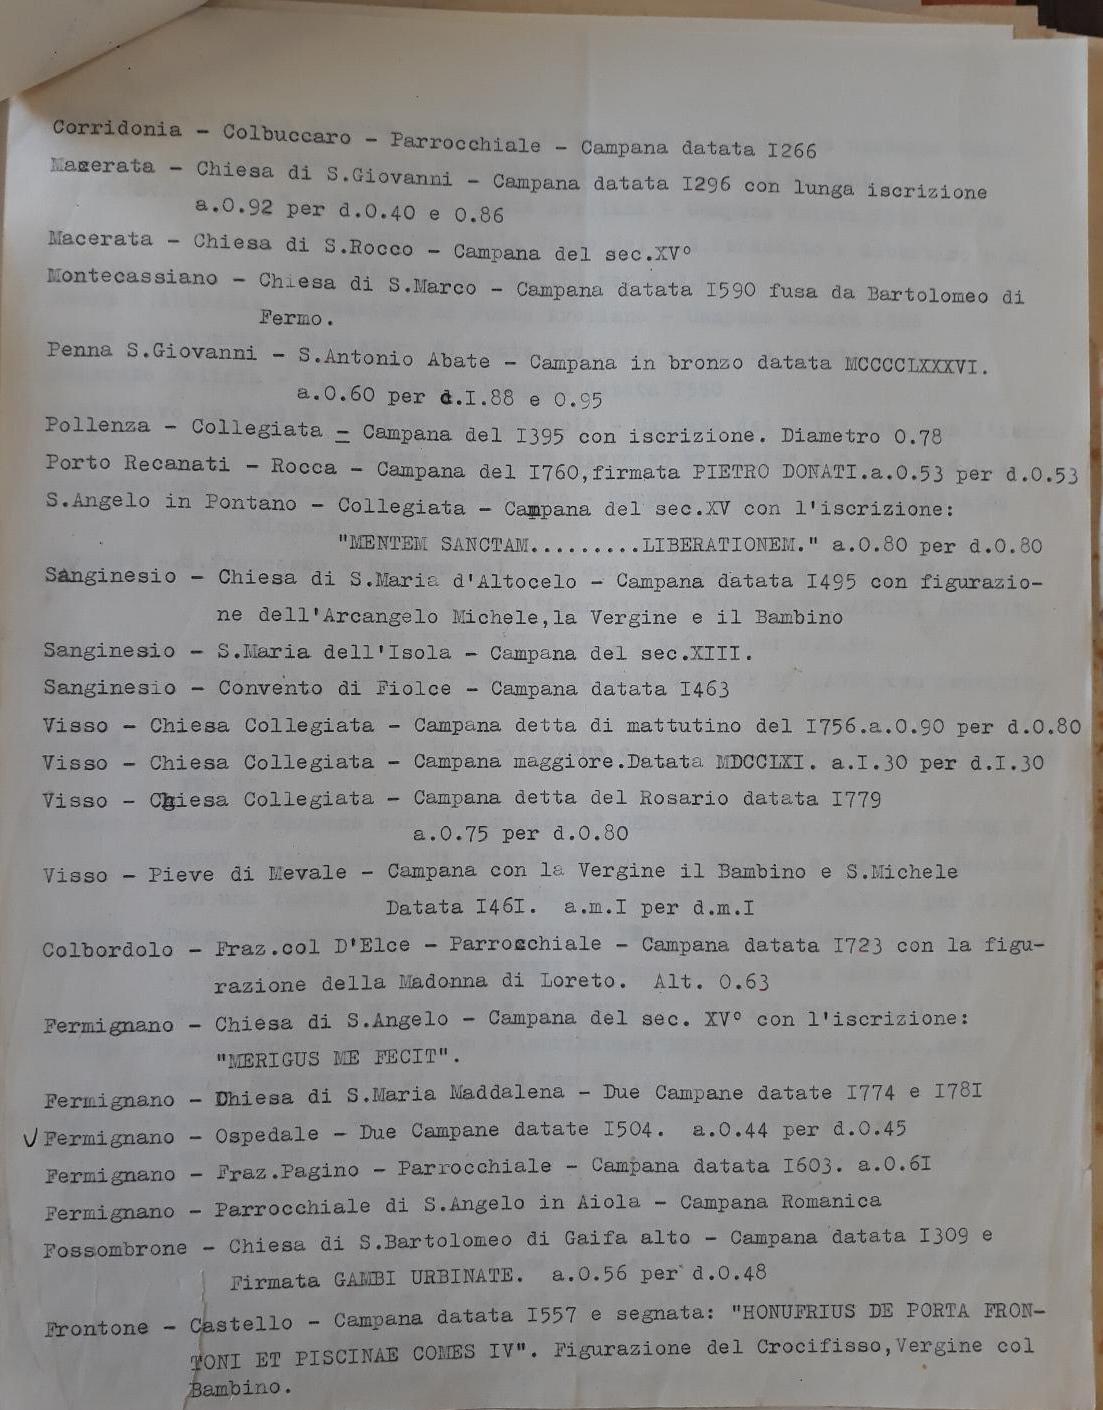 Corridonia - Colbuccaro - Parrocchiale - Campana datata I266
Macerata - Chiesa di S.Giovanni - Campana datata I296 con lunga iscrizione
a.0.92 per d.0.40 e 0.86
Macerata - Chiesa di S.Rocco - Campana del sec.XV°
Montecassiano - Chiesa di S.Marco - Campana datata I590 fusa da Bartolomeo di
Fermo.
Penna S.Giovanni - S.Antonio Abate - Campana in bronzo datata MCCCCLXXXVI.
a.0.60 per d.I.88 e 0.95
Pollenza - Collegiata = Campana del I395 con iscrizione. Diametro 0.78
Porto Recanati - Rocca - Campana del I760,firmata PIETRO DONATI.a.0.53 per d.0.53
S.Angelo in Pontano - Collegiata - Campana del sec.XV con l'iscrizione:
"MENTEM SANCTAM.........LIBERATIONEM." a.0.80 per d.0.80
Sanginesio - Chiesa di S.Maria d'Altocelo - Campana datata I495 con figurazio-
ne dell'Arcangelo Michele,la Vergine e il Bambino
Sanginesio - S.Maria dell'Isola - Campana del sec.XIII.
Sanginesio - Convento di Fiolce - Campana datata I463
Visso - Chiesa Collegiata - Campana detta di mattutino del I756.a.0.90 per d.0.80
Visso - Chiesa Collegiata - Campana maggiore.Datata MDCCLXI. a.I.30 per d.I.30
Visso - Chiesa Collegiata - Campana detta del Rosario datata I779
a.0.75 per d.0.80
Visso - Pieve di Mevale - Campana con la Vergine il Bambino e S.Michele
Datata I46I. a.m.I per d.m.I
Colbordolo - Fraz.col D'Elce - Parrocchiale - Campana datata I723 con la figu-
razione della Madonna di Loreto. Alt. 0.63
Fermignano - Chiesa di S.Angelo - Campana del sec. XV° con l'iscrizione:
"MERIGUS ME FECIT".
Fermignano - Dhiesa di S.Maria Maddalena - Due Campane datate I774 e I78I
√ Fermignano - Ospedale - Due Campane datate I504. a.0.44 per d.0.45
Fermignano - Fraz.Pagino - Parrocchiale - Campana datata I603. a.0.6I
Fermignano - Parrocchiale di S.Angelo in Aiola - Campana Romanica
Fossombrone - Chiesa di S.Bartolomeo di Gaifa alto - Campana datata I309 e
Firmata GAMBI URBINATE. a.0.56 per d.0.48
Frontone - Castello - Campana datata I557 e segnata: "HONUFRIUS DE PORTA FRON-
TONI ET PISCINAE COMES IV". Figurazione del Crocifisso,Vergine col
Bambino.